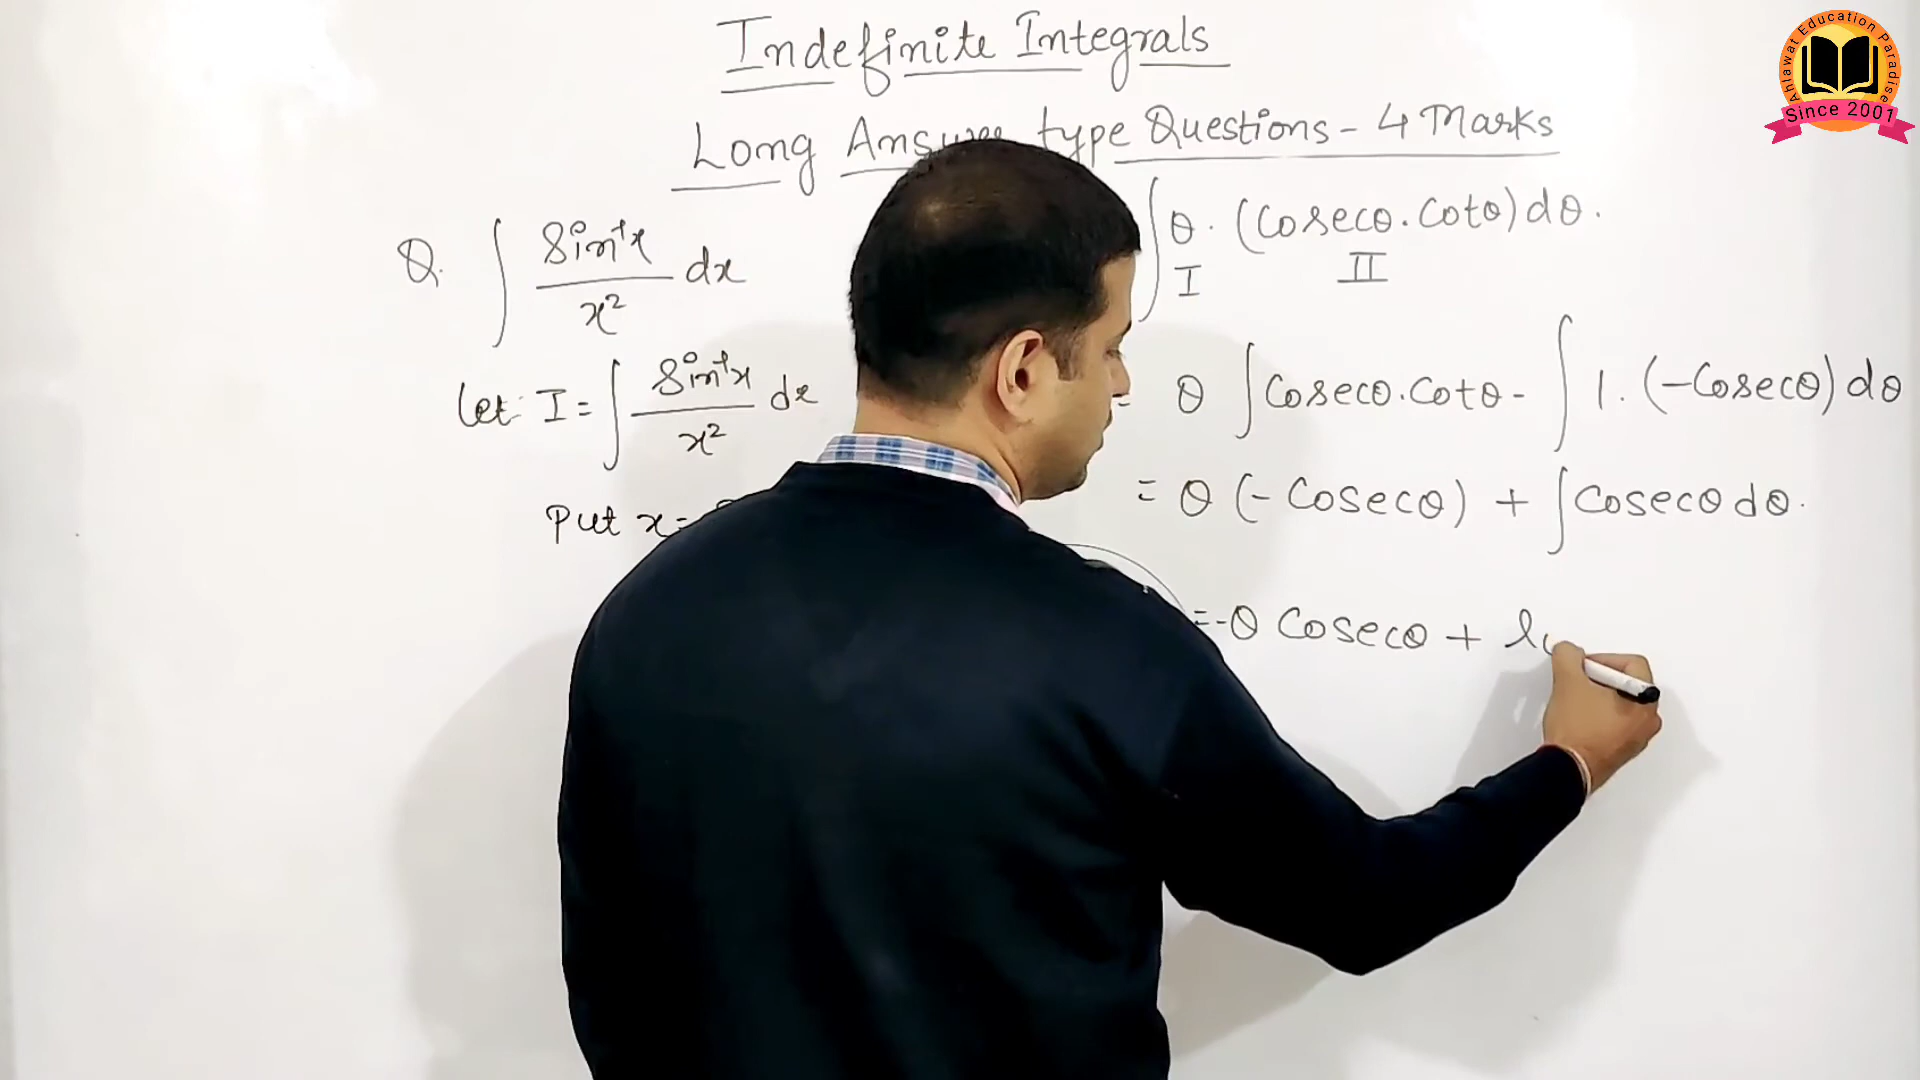 Indefinite Integrals
Long Answer type Questions - 4 Marks
Q. ∫ Sin⁻¹x / x² dx
let I = ∫ Sin⁻¹x / x² dx
Put x =
∫ θ . (Cosecθ . Cotθ) dθ .
I II
= θ ∫ Cosecθ . Cotθ - ∫ 1 . (-Cosecθ) dθ
= θ (- Cosecθ) + ∫ Cosecθ dθ .
= -θ Cosecθ +
Ahlawat Education Paradise
Since 2001